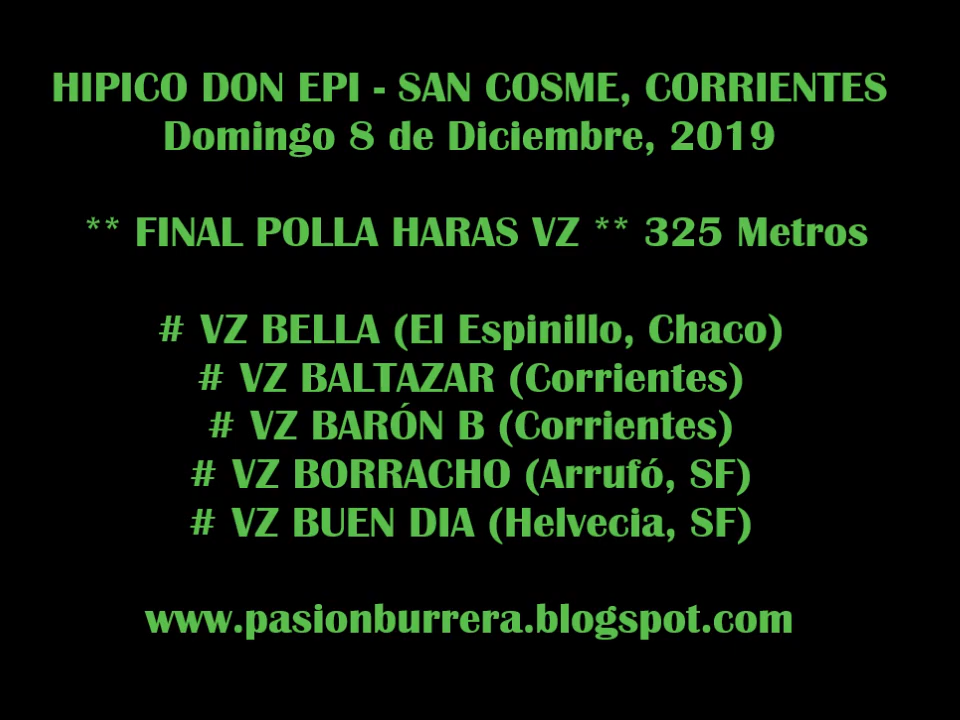 HIPICO DON EPI - SAN COSME, CORRIENTES
Domingo 8 de Diciembre, 2019
** FINAL POLLA HARAS VZ ** 325 Metros
# VZ BELLA (El Espinillo, Chaco)
# VZ BALTAZAR (Corrientes)
# VZ BARÓN B (Corrientes)
# VZ BORRACHO (Arrufó, SF)
# VZ BUEN DIA (Helvecia, SF)
www.pasionburrera.blogspot.com